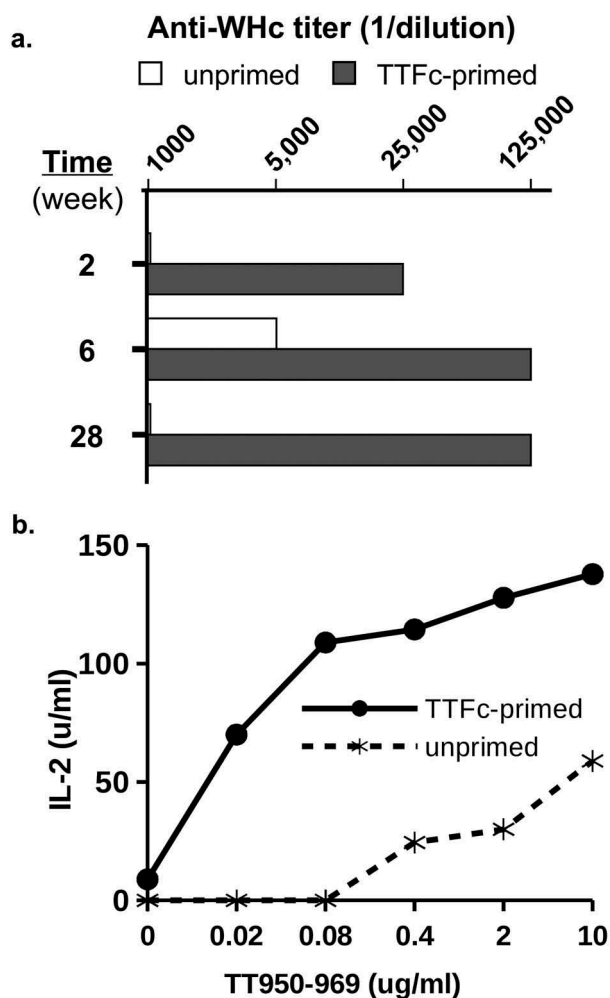 a.
Anti-WHc titer (1/dilution)
unprimed TTFc-primed
1000 5,000 25,000 125,000
Time
(week)
2
6
28
b.
150
100
50
0
IL-2 (u/ml)
TTFc-primed
unprimed
0 0.02 0.08 0.4 2 10
TT950-969 (ug/ml)